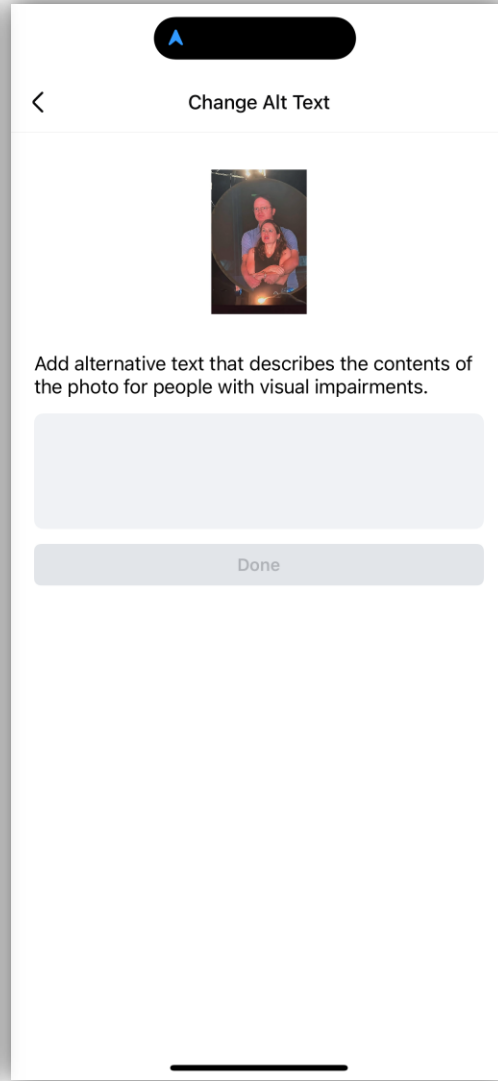 Change Alt Text
Add alternative text that describes the contents of
the photo for people with visual impairments.
Done